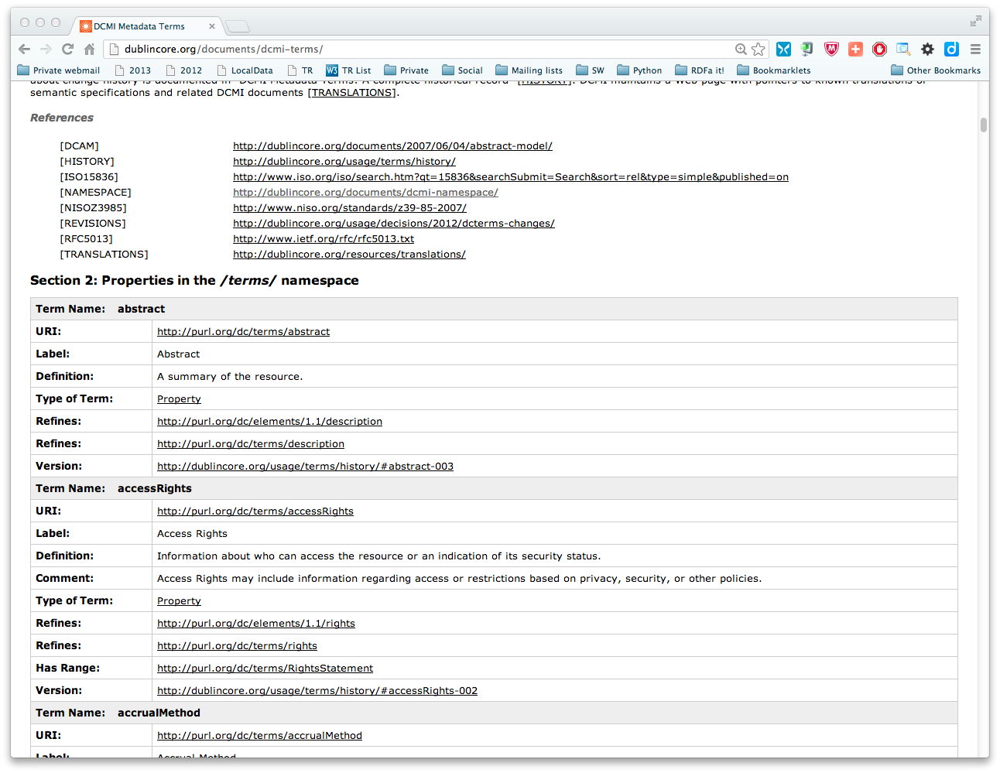 DCMI Metadata Terms
dublincore.org/documents/dcmi-terms/
Private webmail 2013 2012 LocalData TR TR List Private Social Mailing lists SW Python RDFa it! Bookmarklets Other Bookmarks
about change history is documented in "DCMI Metadata Terms: A complete historical record" [HISTORY]. DCMI maintains a Web page with pointers to known translations of
semantic specifications and related DCMI documents [TRANSLATIONS].
References
[DCAM] http://dublincore.org/documents/2007/06/04/abstract-model/
[HISTORY] http://dublincore.org/usage/terms/history/
[ISO15836] http://www.iso.org/iso/search.htm?qt=15836&searchSubmit=Search&sort=rel&type=simple&published=on
[NAMESPACE] http://dublincore.org/documents/dcmi-namespace/
[NISOZ3985] http://www.niso.org/standards/z39-85-2007/
[REVISIONS] http://dublincore.org/usage/decisions/2012/dcterms-changes/
[RFC5013] http://www.ietf.org/rfc/rfc5013.txt
[TRANSLATIONS] http://dublincore.org/resources/translations/
Section 2: Properties in the /terms/ namespace
Term Name: abstract
URI: http://purl.org/dc/terms/abstract
Label: Abstract
Definition: A summary of the resource.
Type of Term: Property
Refines: http://purl.org/dc/elements/1.1/description
Refines: http://purl.org/dc/terms/description
Version: http://dublincore.org/usage/terms/history/#abstract-003
Term Name: accessRights
URI: http://purl.org/dc/terms/accessRights
Label: Access Rights
Definition: Information about who can access the resource or an indication of its security status.
Comment: Access Rights may include information regarding access or restrictions based on privacy, security, or other policies.
Type of Term: Property
Refines: http://purl.org/dc/elements/1.1/rights
Refines: http://purl.org/dc/terms/rights
Has Range: http://purl.org/dc/terms/RightsStatement
Version: http://dublincore.org/usage/terms/history/#accessRights-002
Term Name: accrualMethod
URI: http://purl.org/dc/terms/accrualMethod
Label: Accrual Method